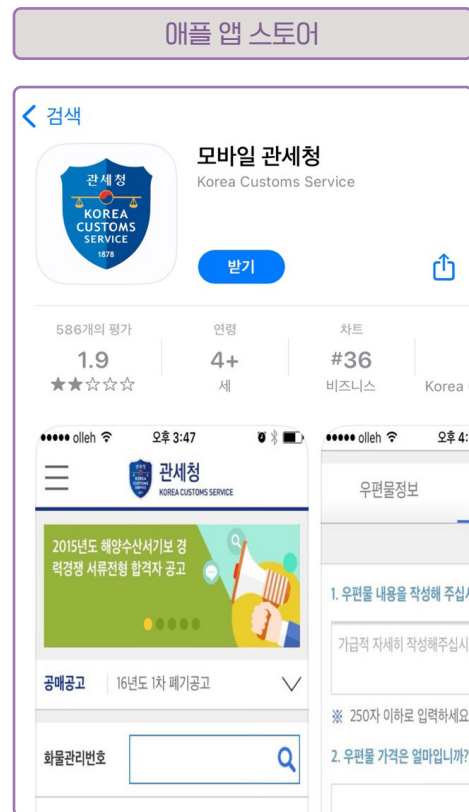 애플 앱 스토어
검색
관세청
KOREA
CUSTOMS
SERVICE
1878
모바일 관세청
Korea Customs Service
받기
586개의 평가
연령
차트
1.9
4+
#36
★★☆☆☆
세
비즈니스
Korea
olleh
오후 3:47
관세청
KOREA CUSTOMS SERVICE
2015년도 해양수산서기보 경
력경쟁 서류전형 합격자 공고
공매공고
16년도 1차 폐기공고
화물관리번호
olleh
오후 4:
우편물정보
1. 우편물 내용을 작성해 주십시
가급적 자세히 작성해주십시
※ 250자 이하로 입력하세요
2. 우편물 가격은 얼마입니까?